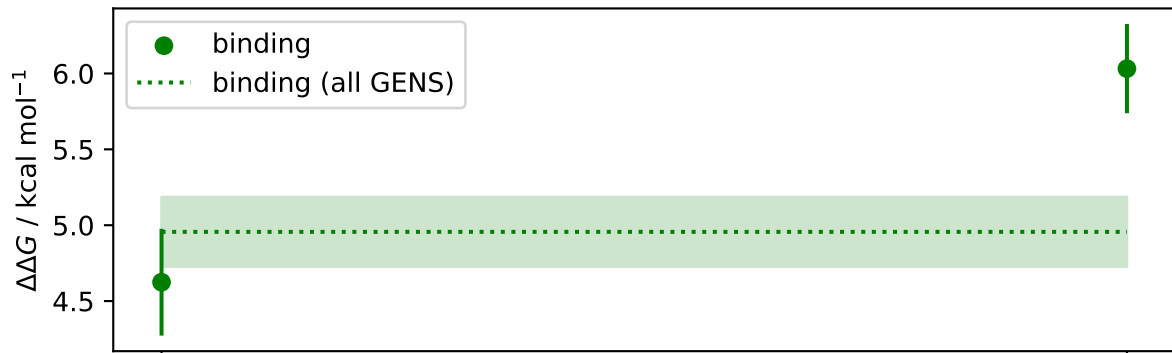 binding
binding (all GENS)
ΔΔG / kcal mol⁻¹
6.0
5.5
5.0
4.5